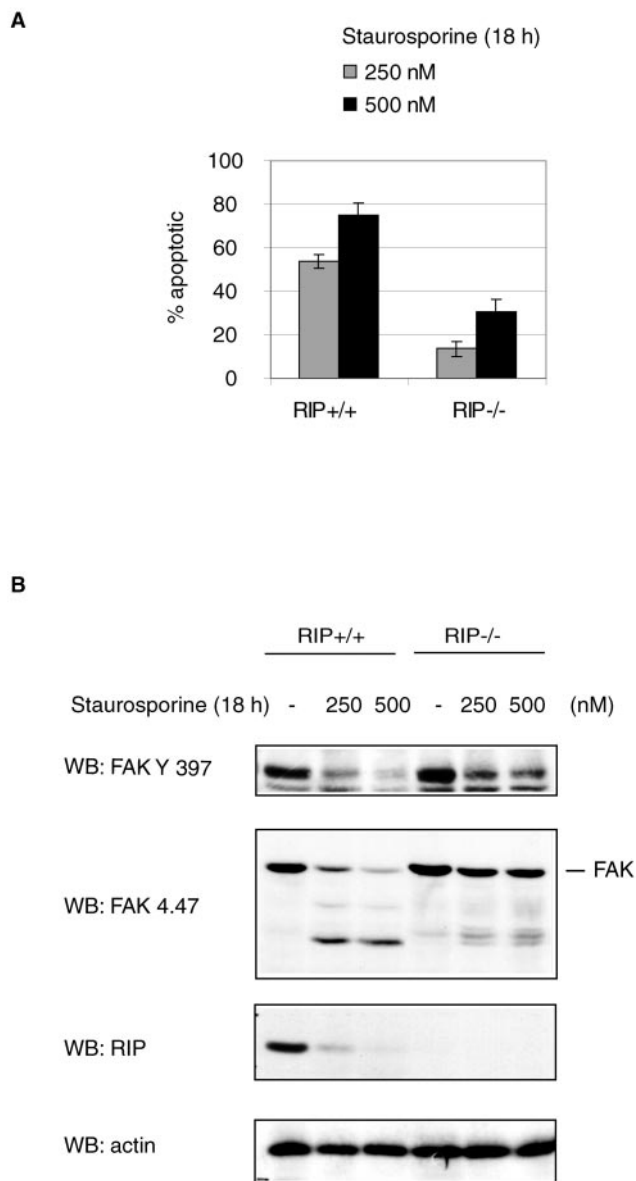 A
Staurosporine (18 h)
250 nM
500 nM
100
80
60
40
20
0
% apoptotic
RIP+/+ RIP-/-
B
RIP+/+ RIP-/-
Staurosporine (18 h) - 250 500 - 250 500 (nM)
WB: FAK Y 397
WB: FAK 4.47
— FAK
WB: RIP
WB: actin